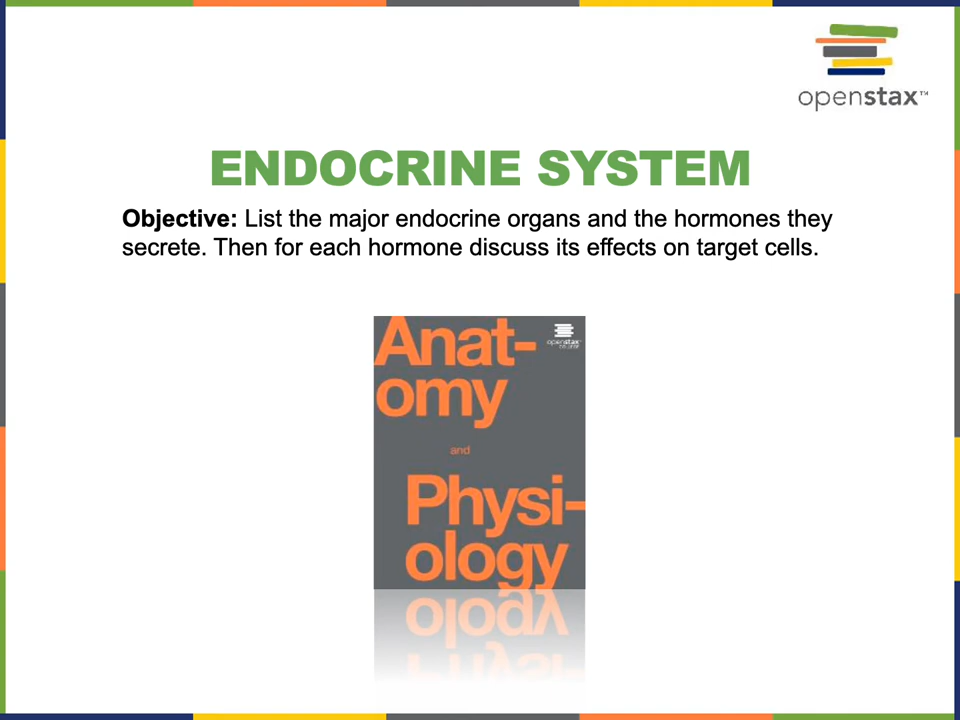 openstax™
ENDOCRINE SYSTEM
Objective: List the major endocrine organs and the hormones they
secrete. Then for each hormone discuss its effects on target cells.
Anat-
openstax
omy
and
Physi-
ology